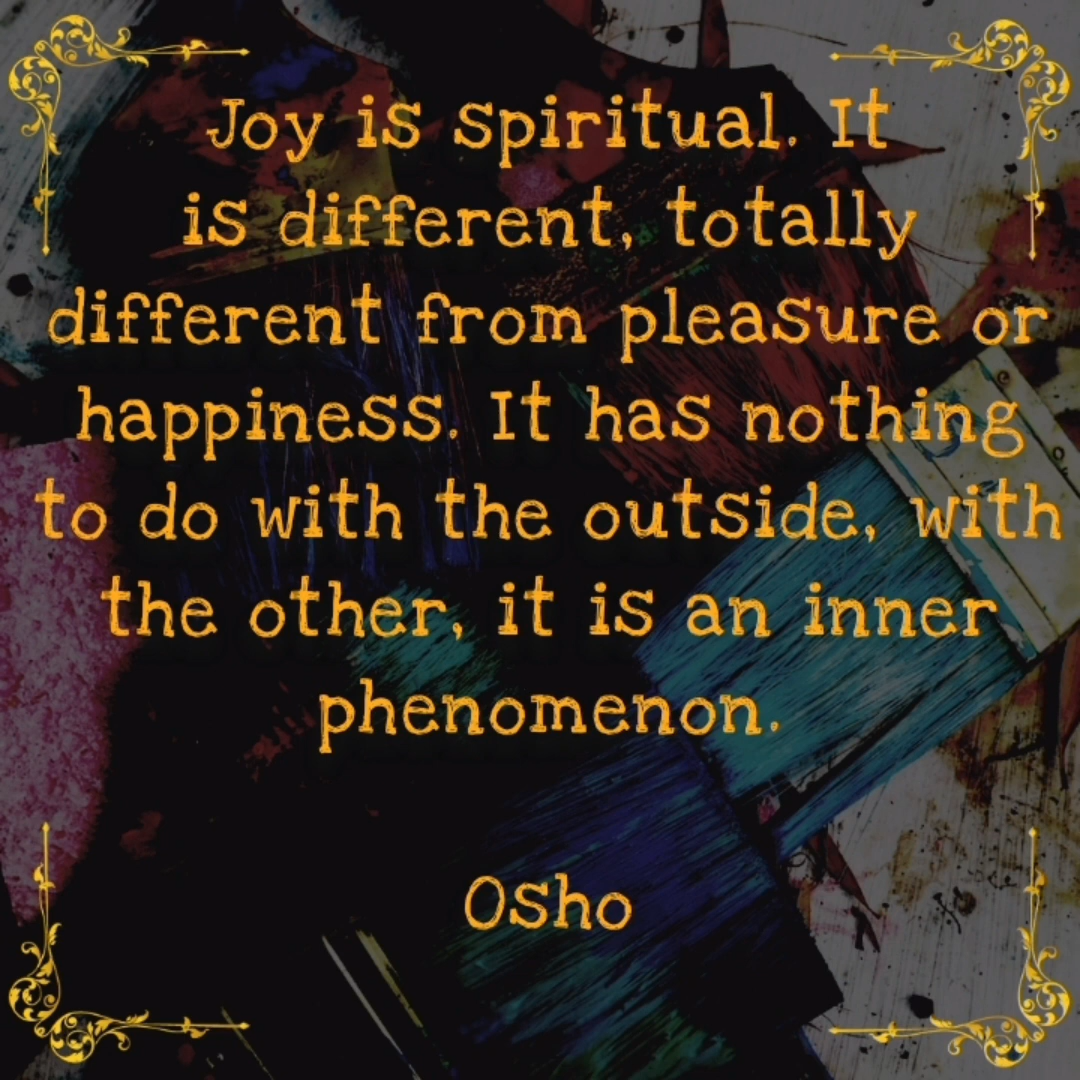 Joy is spiritual. It
is different, totally
different from pleasure or
happiness. It has nothing
to do with the outside, with
the other, it is an inner
phenomenon.
Osho